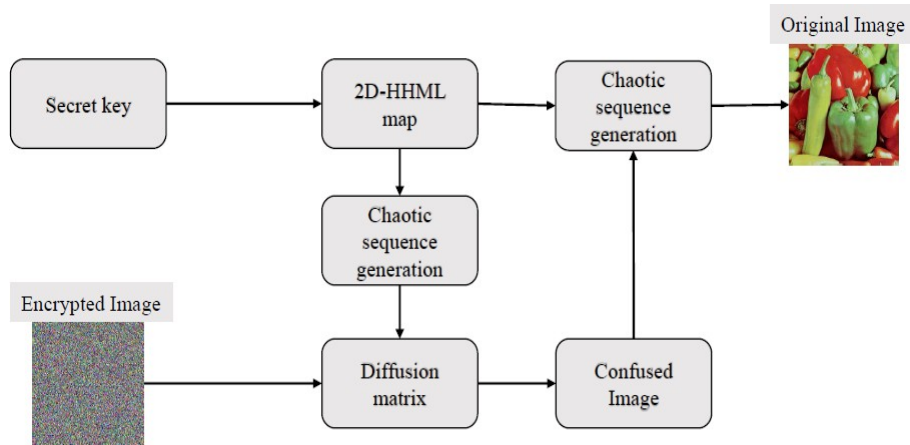 Original Image
Secret key
2D-HHML
map
Chaotic
sequence
generation
Chaotic
sequence
generation
Encrypted Image
Diffusion
matrix
Confused
Image